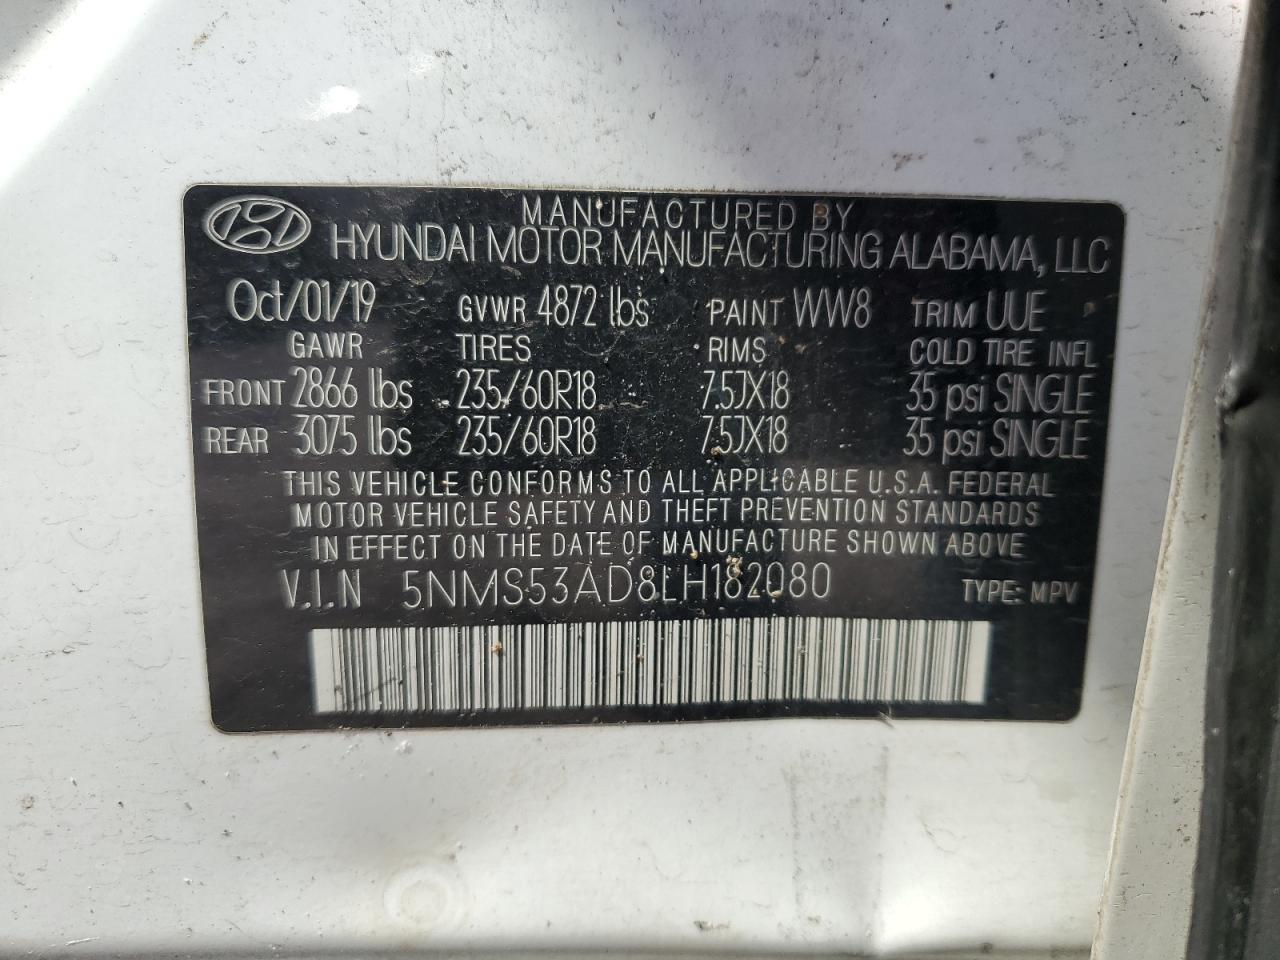 MANUFACTURED BY
HYUNDAI MOTOR MANUFACTURING ALABAMA, LLC
Oct/01/19 GVWR 4872 lbs PAINT WW8 TRIM UUE
GAWR TIRES RIMS COLD TIRE INFL
FRONT 2866 lbs 235/60R18 7.5JX18 35 psi SINGLE
REAR 3075 lbs 235/60R18 7.5JX18 35 psi SINGLE
THIS VEHICLE CONFORMS TO ALL APPLICABLE U.S.A. FEDERAL
MOTOR VEHICLE SAFETY AND THEFT PREVENTION STANDARDS
IN EFFECT ON THE DATE OF MANUFACTURE SHOWN ABOVE
V.I.N 5NMS53AD8LH182080 TYPE: MPV